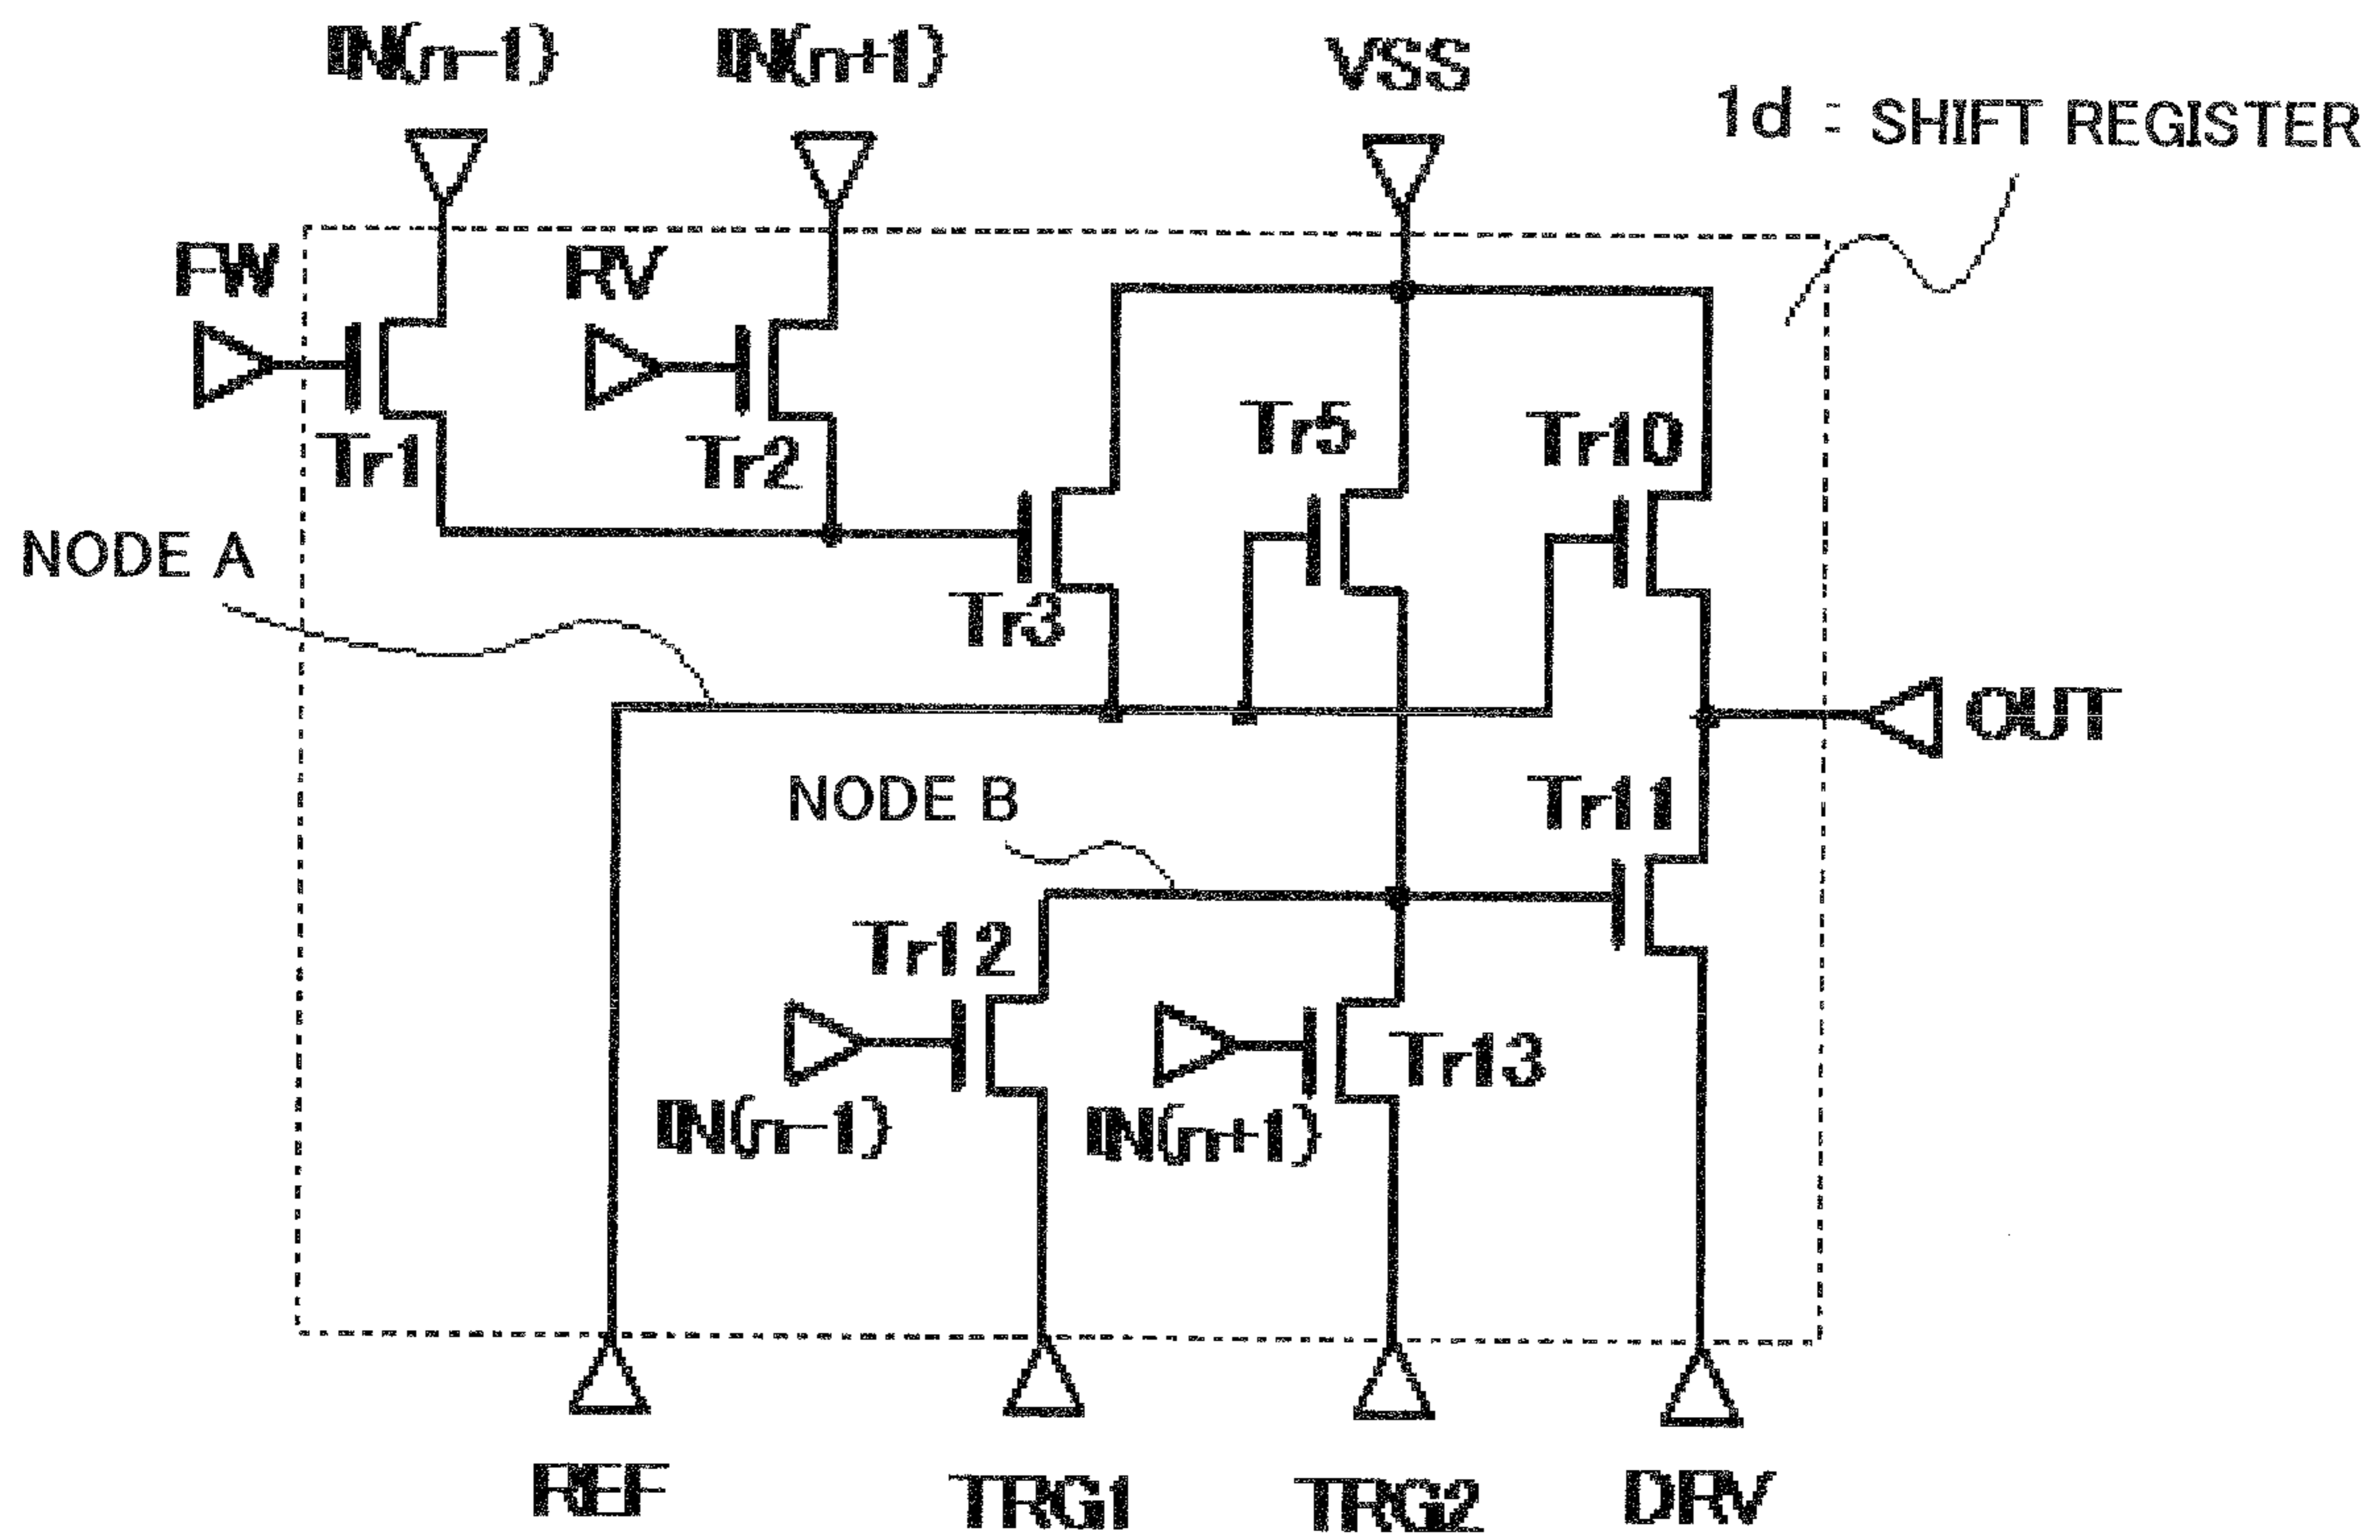 IN(n-1)
IN(n+1)
VSS
1d : SHIFT REGISTER
FW
RV
Tr1
Tr2
Tr5
Tr10
NODE A
Tr3
OUT
NODE B
Tr11
Tr12
Tr13
IN(n-1)
IN(n+1)
REF
TRG1
TRG2
DRV